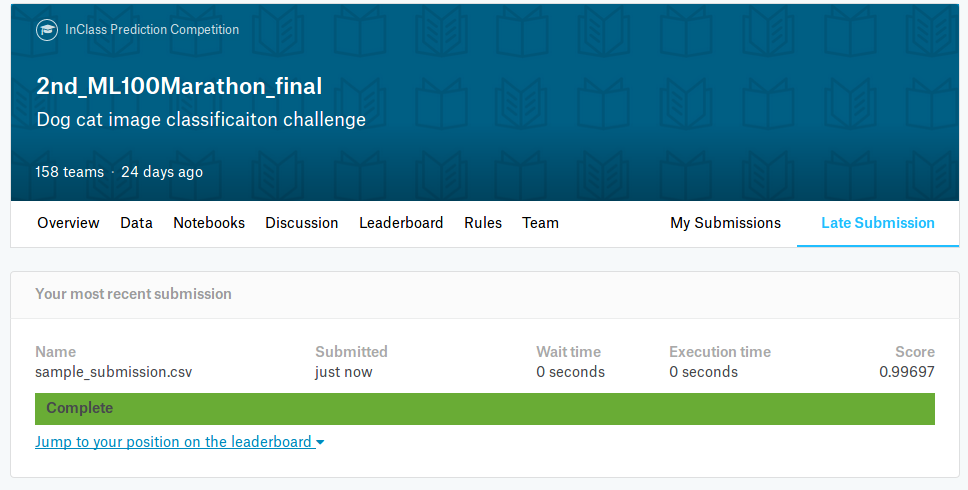 InClass Prediction Competition
2nd_ML100Marathon_final
Dog cat image classificaiton challenge
158 teams · 24 days ago
Overview Data Notebooks Discussion Leaderboard Rules Team My Submissions Late Submission
Your most recent submission
Name Submitted Wait time Execution time Score
sample_submission.csv just now 0 seconds 0 seconds 0.99697
Complete
Jump to your position on the leaderboard